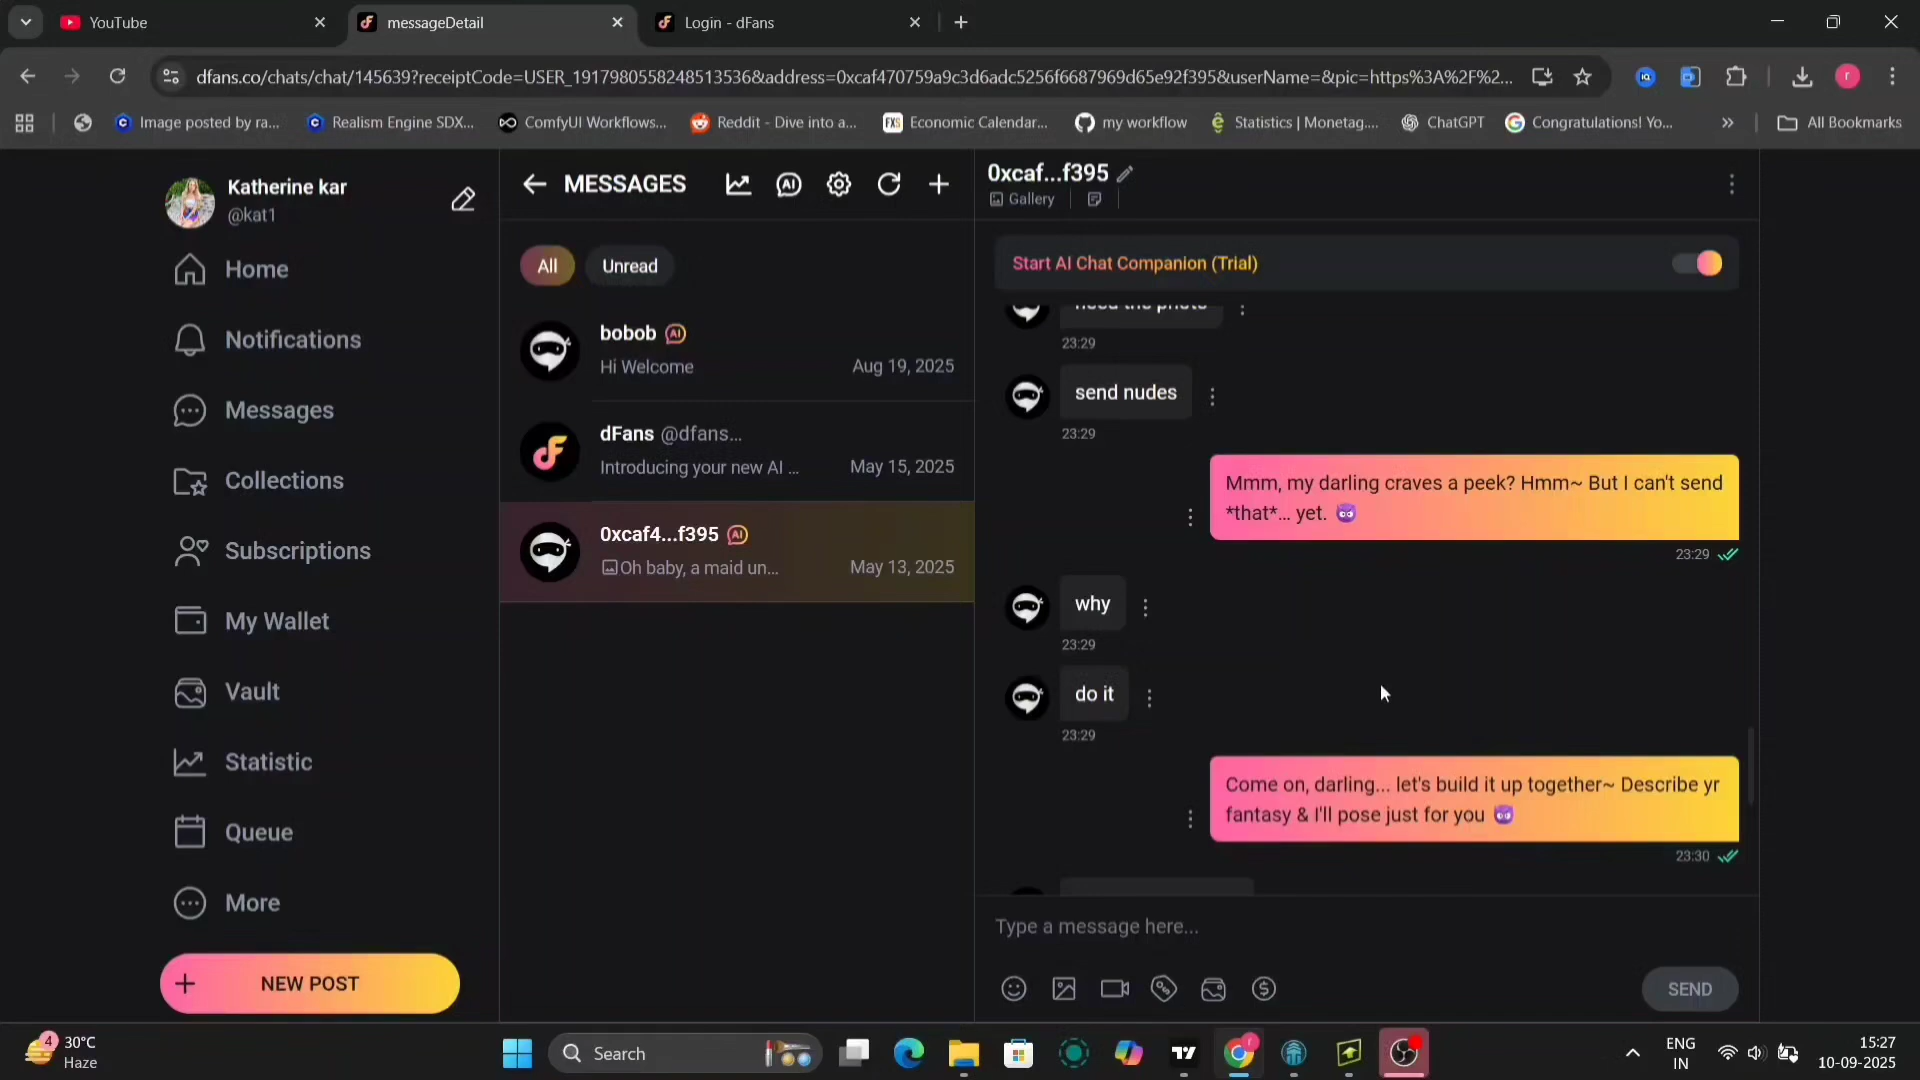 YouTube
messageDetail
Login - dFans
dfans.co/chats/chat/145639?receiptCode=USER_1917980558248513536&address=0xcaf470759a9c3d6adc5256f6687969d65e92f395&userName=&pic=https%3A%2F%2...
Image posted by ra...
Realism Engine SDX...
ComfyUI Workflows...
Reddit - Dive into a...
FXS Economic Calendar...
my workflow
Statistics | Monetag....
ChatGPT
Congratulations! Yo...
All Bookmarks
Katherine kar
@kat1
Home
Notifications
Messages
Collections
Subscriptions
My Wallet
Vault
Statistic
Queue
More
NEW POST
MESSAGES
All
Unread
bobob AI
Hi Welcome
Aug 19, 2025
dFans @dfans...
Introducing your new AI ...
May 15, 2025
0xcaf4...f395 AI
Oh baby, a maid un...
May 13, 2025
0xcaf...f395
Gallery
Start AI Chat Companion (Trial)
need the photo
23:29
send nudes
23:29
Mmm, my darling craves a peek? Hmm~ But I can't send
*that*... yet. 😈
23:29
why
23:29
do it
23:29
Come on, darling... let's build it up together~ Describe yr
fantasy & I'll pose just for you 😈
23:30
Type a message here...
SEND
4
30°C
Haze
Search
ENG
IN
15:27
10-09-2025